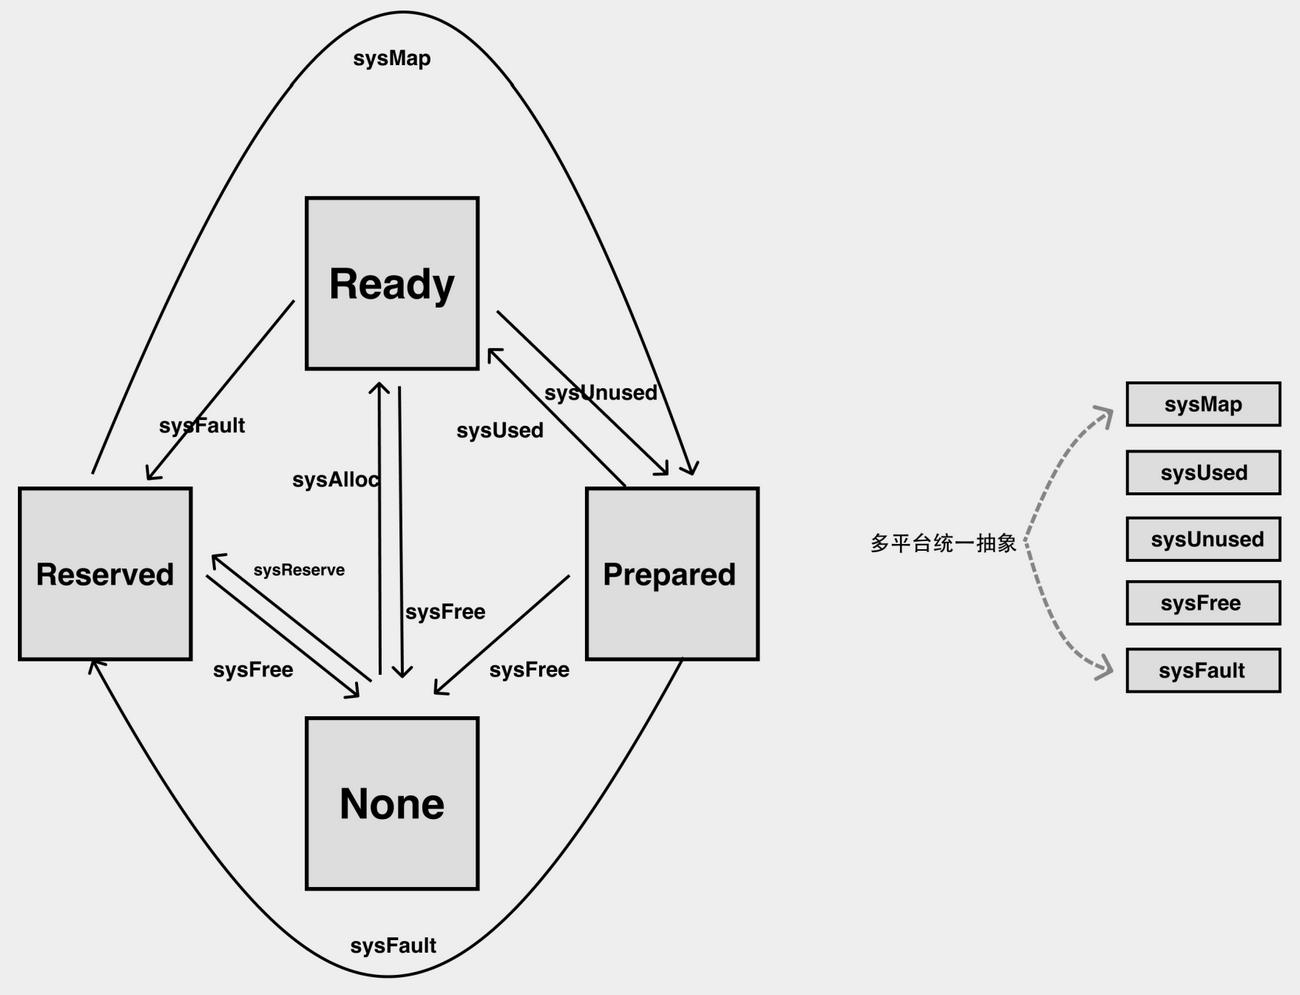 sysMap
Ready
sysUnused
sysFault
sysUsed
sysAlloc
sysReserve
Reserved
Prepared
sysFree
sysFree
sysFree
None
sysFault
多平台统一抽象
sysMap
sysUsed
sysUnused
sysFree
sysFault